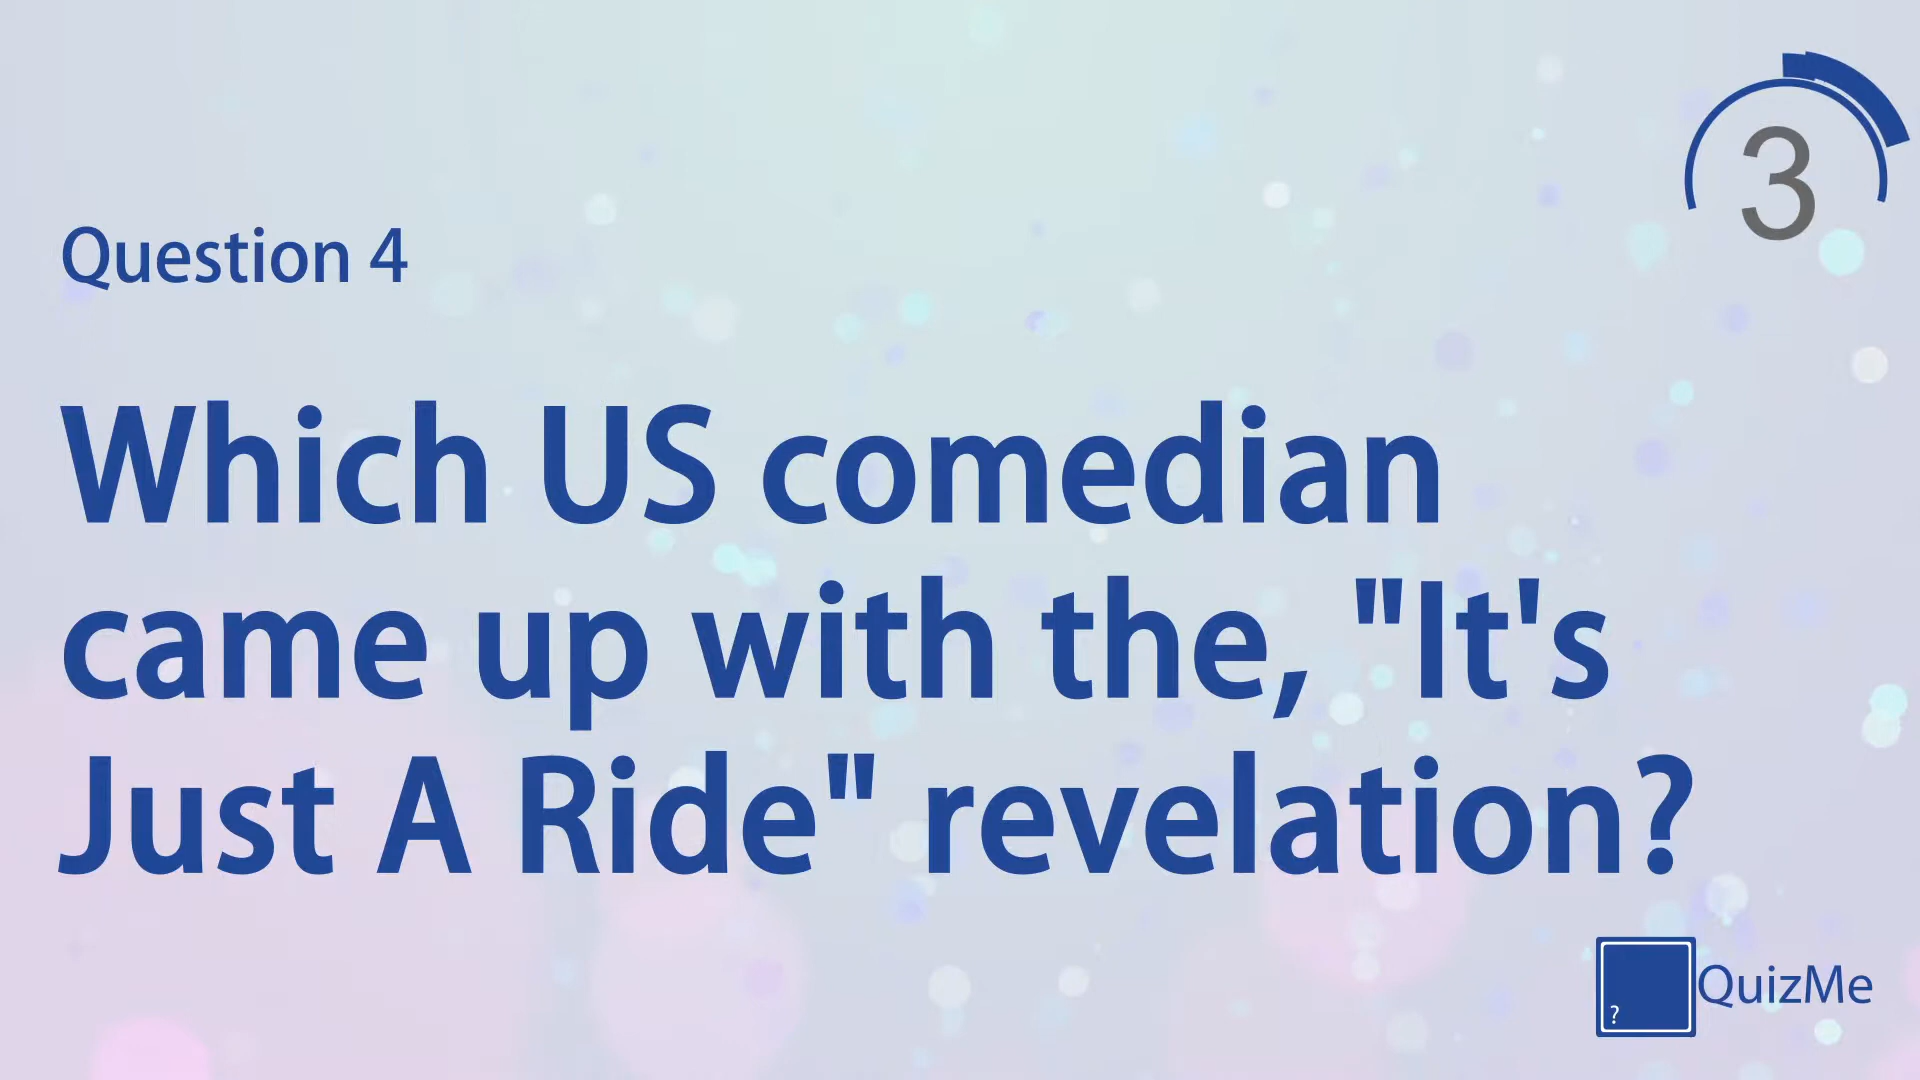 3
Question 4
Which US comedian
came up with the, "It's
Just A Ride" revelation?
?
QuizMe